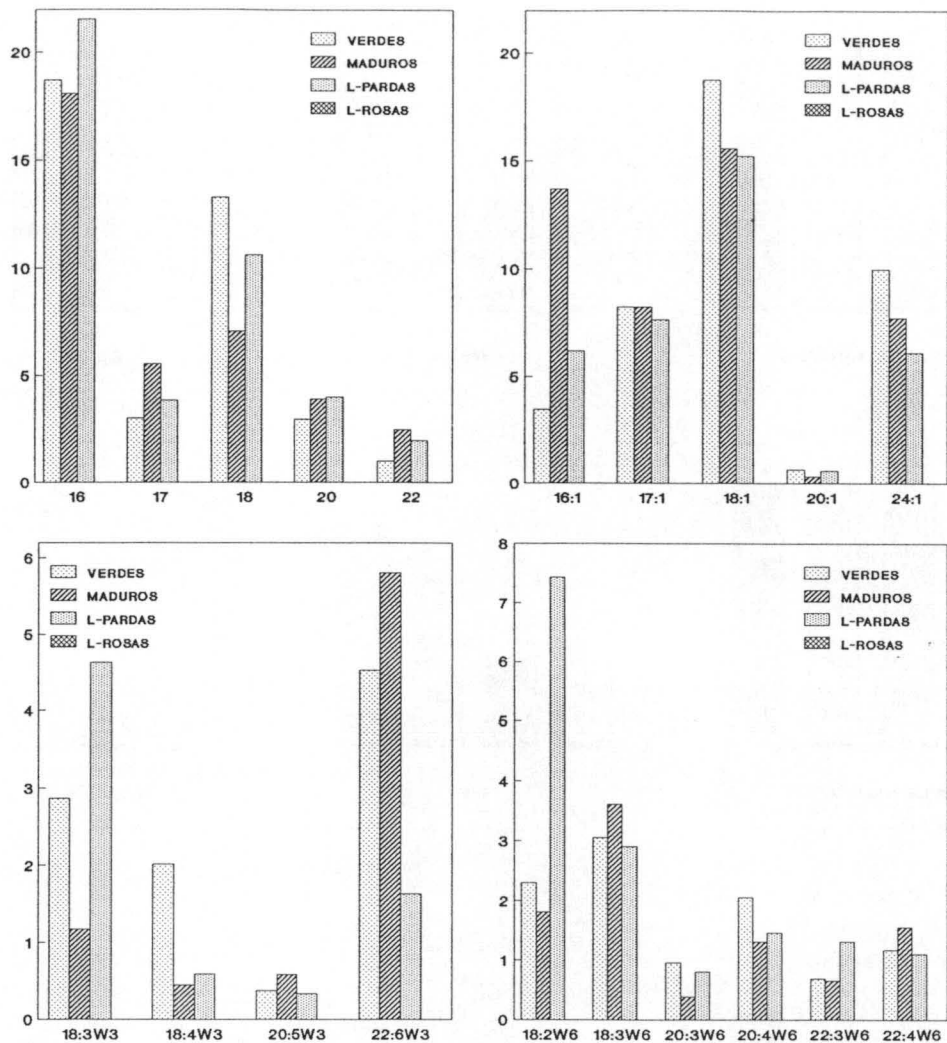 VERDES
MADUROS
L-PARDAS
L-ROSAS
20
15
10
5
0
16 17 18 20 22
VERDES
MADUROS
L-PARDAS
L-ROSAS
20
15
10
5
0
16:1 17:1 18:1 20:1 24:1
VERDES
MADUROS
L-PARDAS
L-ROSAS
6
5
4
3
2
1
0
18:3W3 18:4W3 20:5W3 22:6W3
VERDES
MADUROS
L-PARDAS
L-ROSAS
8
7
6
5
4
3
2
1
0
18:2W6 18:3W6 20:3W6 20:4W6 22:3W6 22:4W6